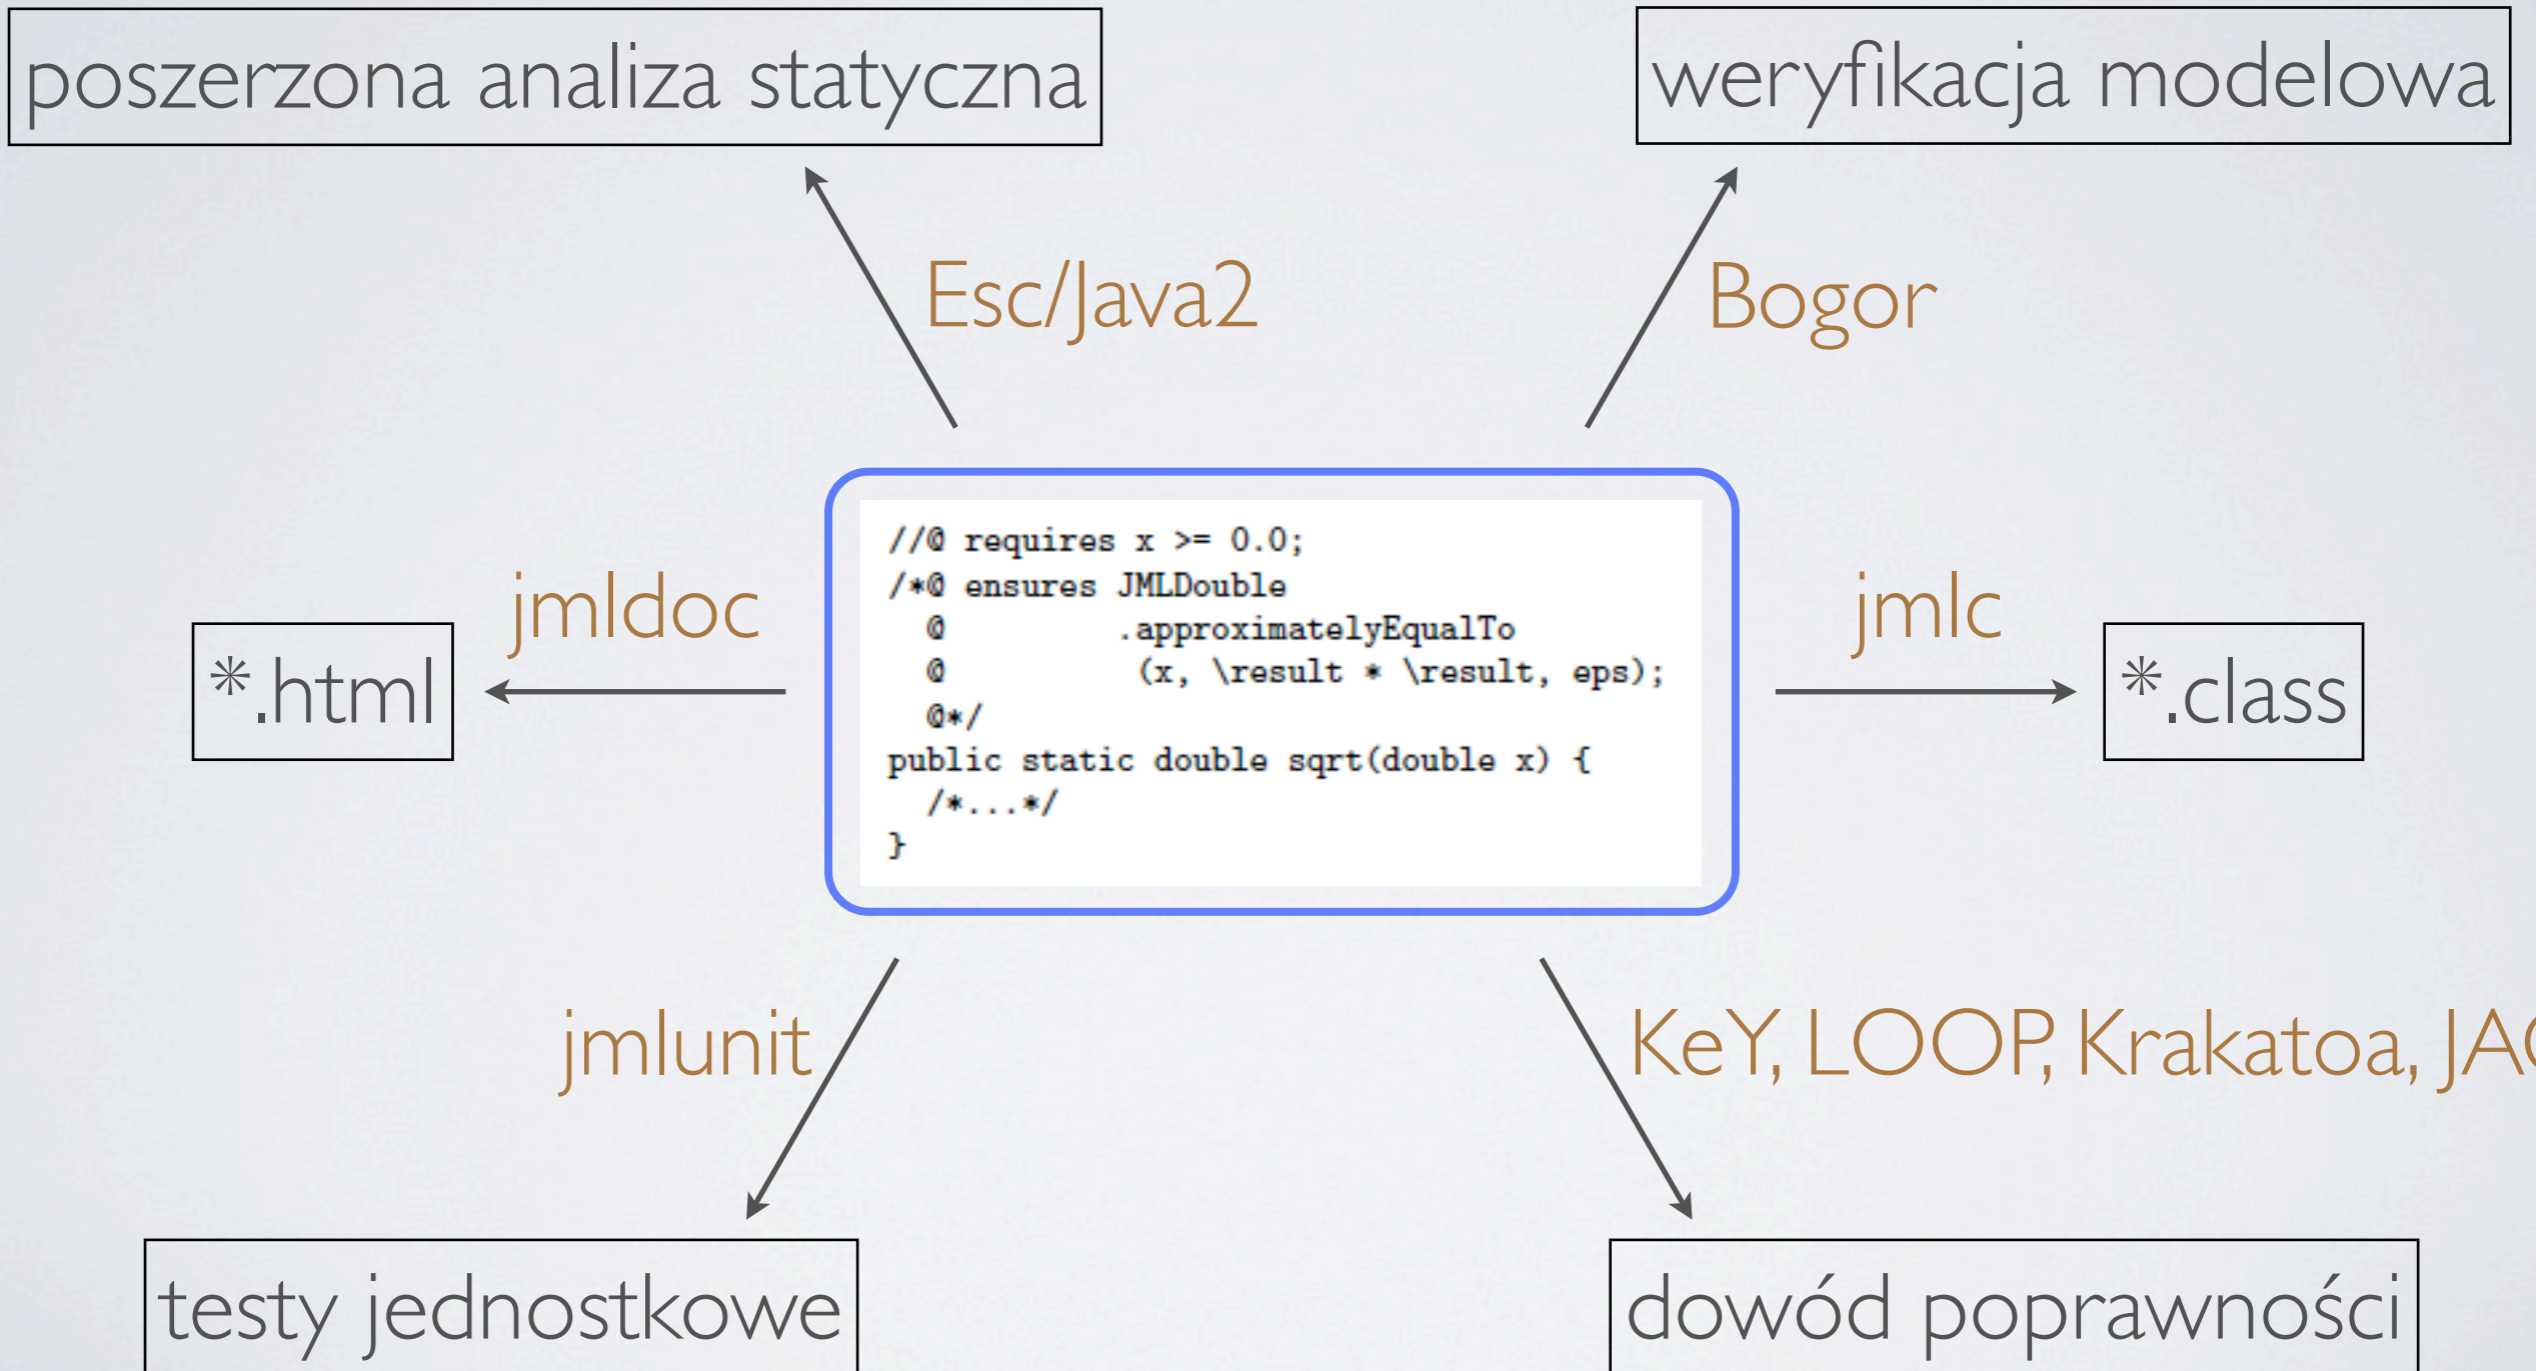 poszerzona analiza statyczna
weryfikacja modelowa
Esc/Java2
Bogor
//@ requires x >= 0.0;
/*@ ensures JMLDouble
@ .approximatelyEqualTo
@ (x, \result * \result, eps);
@*/
public static double sqrt(double x) {
/*...*/
}
jmldoc
*.html
jmlc
*.class
jmlunit
KeY, LOOP, Krakatoa,
testy jednostkowe
dowód poprawności